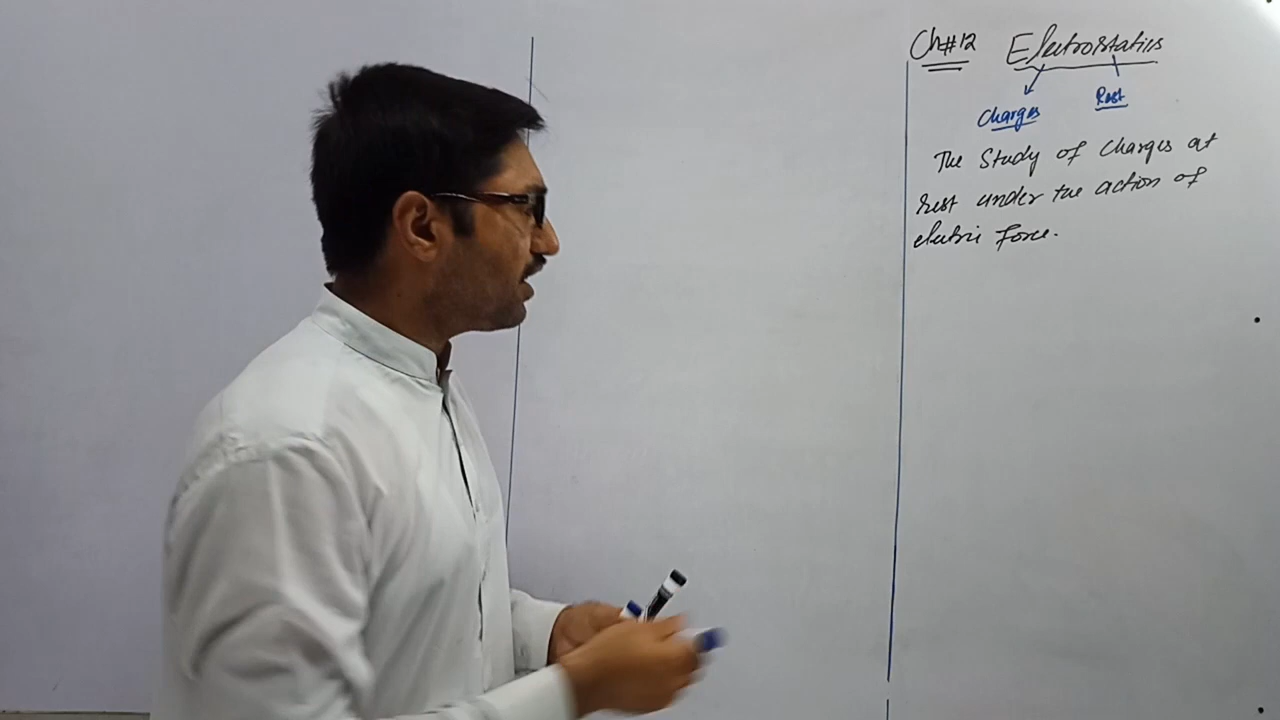 Ch#12 Electrostatics
Charges Rest
The Study of Charges at
rest under the action of
electric Force.